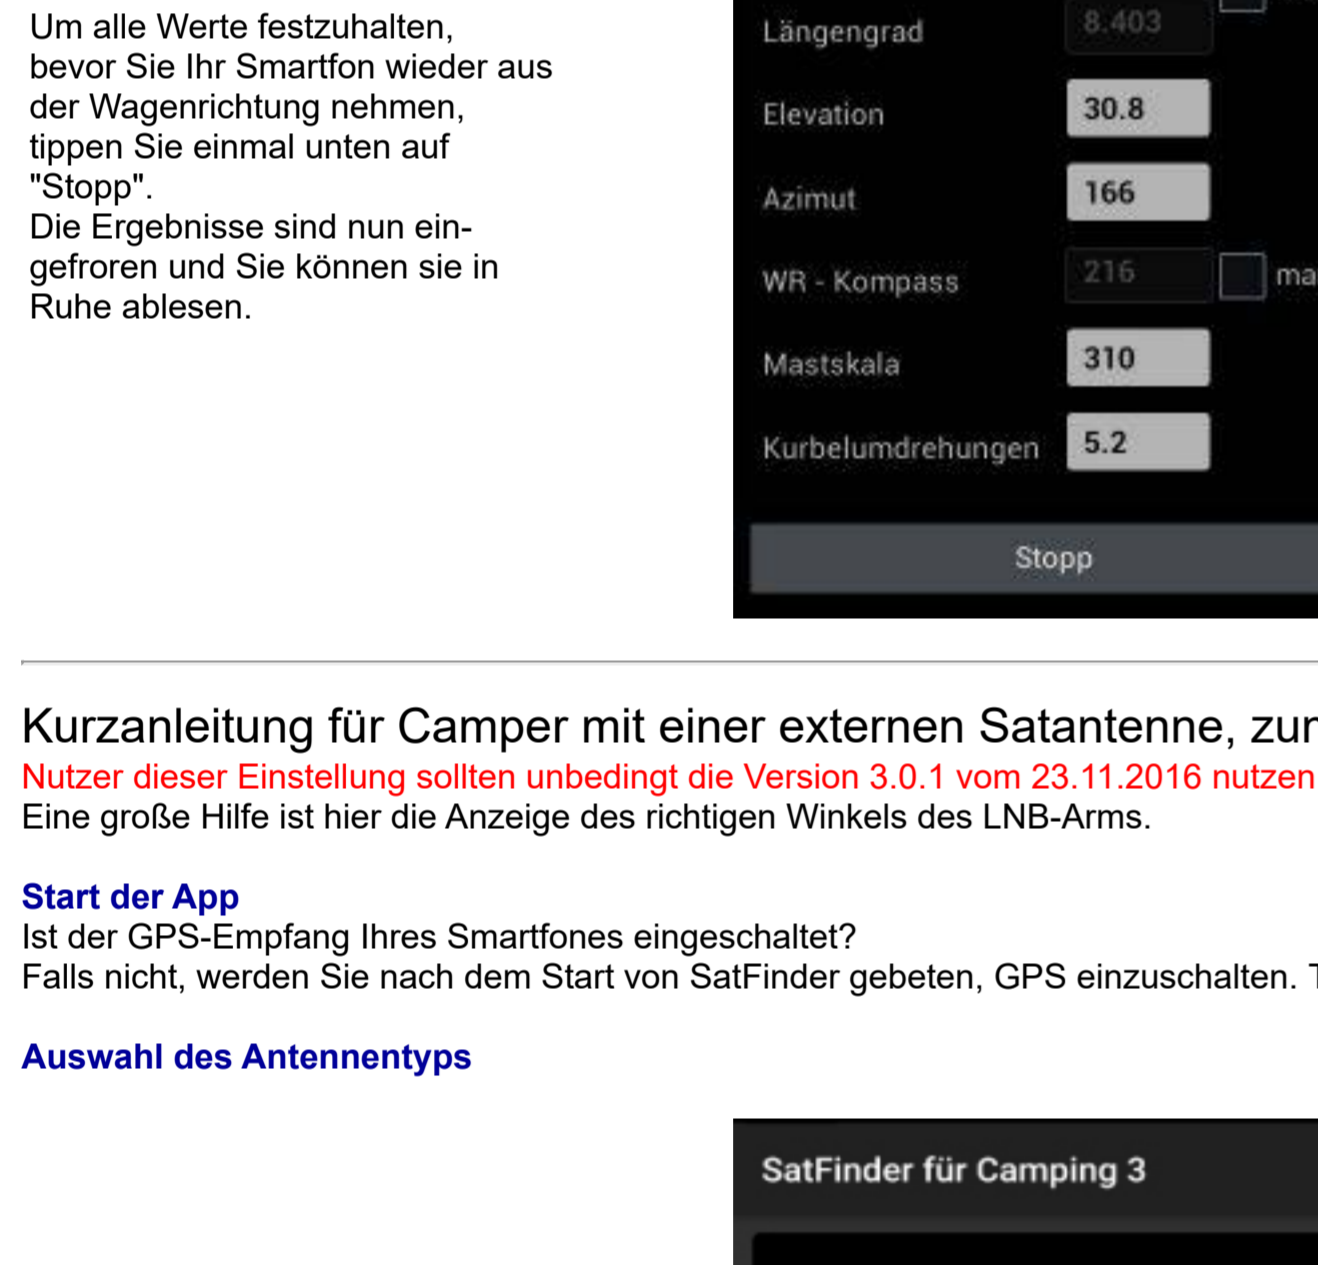 Um alle Werte festzuhalten,
bevor Sie Ihr Smartfon wieder aus
der Wagenrichtung nehmen,
tippen Sie einmal unten auf
"Stopp".
Die Ergebnisse sind nun ein-
gefroren und Sie können sie in
Ruhe ablesen.
Längengrad 8.403
Elevation 30.8
Azimut 166
WR - Kompass 216
Mastskala 310
Kurbelumdrehungen 5.2
Stopp
Kurzanleitung für Camper mit einer externen Satantenne,
Nutzer dieser Einstellung sollten unbedingt die Version 3.0.1 vom 23.11.2016 nutzen
Eine große Hilfe ist hier die Anzeige des richtigen Winkels des LNB-Arms.
Start der App
Ist der GPS-Empfang Ihres Smartfones eingeschaltet?
Falls nicht, werden Sie nach dem Start von SatFinder gebeten, GPS einzuschalten.
Auswahl des Antennentyps
SatFinder für Camping 3